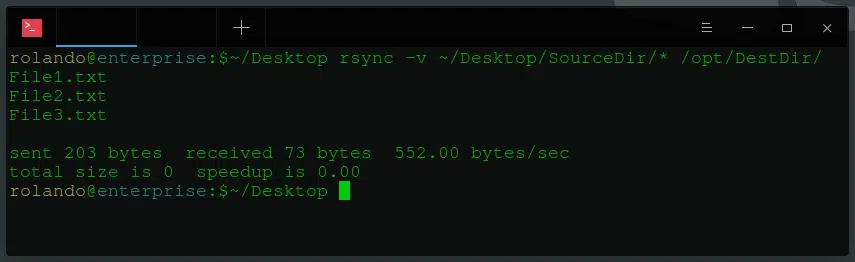 rolando@enterprise:$~/Desktop rsync -v ~/Desktop/SourceDir/* /opt/DestDir/
File1.txt
File2.txt
File3.txt
sent 203 bytes  received 73 bytes  552.00 bytes/sec
total size is 0  speedup is 0.00
rolando@enterprise:$~/Desktop